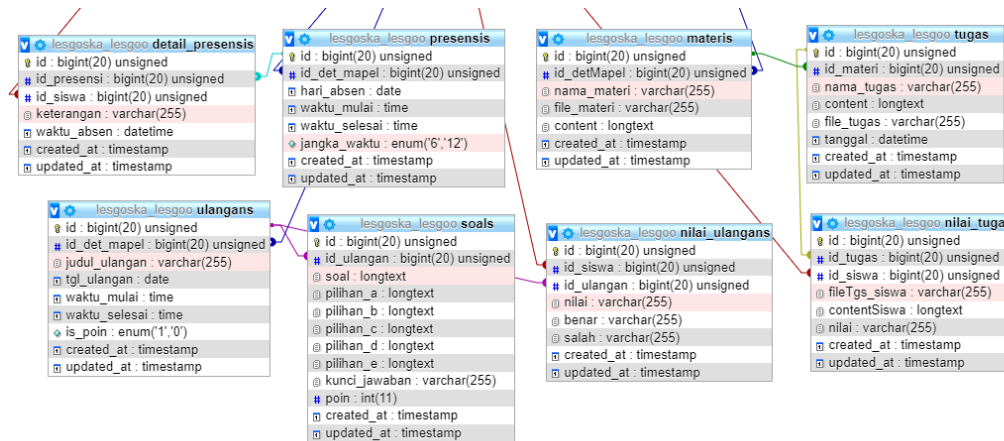 lesgoska_lesgoo detail_presensis
id : bigint(20) unsigned
id_presensi : bigint(20) unsigned
id_siswa : bigint(20) unsigned
keterangan : varchar(255)
waktu_absen : datetime
created_at : timestamp
updated_at : timestamp
lesgoska_lesgoo presensis
id : bigint(20) unsigned
id_det_mapel : bigint(20) unsigned
hari_absen : date
waktu_mulai : time
waktu_selesai : time
jangka_waktu : enum('6','12')
created_at : timestamp
updated_at : timestamp
lesgoska_lesgoo materis
id : bigint(20) unsigned
id_detMapel : bigint(20) unsigned
nama_materi : varchar(255)
file_materi : varchar(255)
content : longtext
created_at : timestamp
updated_at : timestamp
lesgoska_lesgoo tugas
id : bigint(20) unsigned
id_materi : bigint(20) unsigned
nama_tugas : varchar(255)
content : longtext
file_tugas : varchar(255)
tanggal : datetime
created_at : timestamp
updated_at : timestamp
lesgoska_lesgoo ulangans
id : bigint(20) unsigned
id_det_mapel : bigint(20) unsigned
judul_ulangan : varchar(255)
tgl_ulangan : date
waktu_mulai : time
waktu_selesai : time
is_poin : enum('1','0')
created_at : timestamp
updated_at : timestamp
lesgoska_lesgoo soals
id : bigint(20) unsigned
id_ulangan : bigint(20) unsigned
soal : longtext
pilihan_a : longtext
pilihan_b : longtext
pilihan_c : longtext
pilihan_d : longtext
pilihan_e : longtext
kunci_jawaban : varchar(255)
poin : int(11)
created_at : timestamp
updated_at : timestamp
lesgoska_lesgoo nilai_ulangans
id : bigint(20) unsigned
id_siswa : bigint(20) unsigned
id_ulangan : bigint(20) unsigned
nilai : varchar(255)
benar : varchar(255)
salah : varchar(255)
created_at : timestamp
updated_at : timestamp
lesgoska_lesgoo nilai_tuga
id : bigint(20) unsigned
id_tugas : bigint(20) unsigned
id_siswa : bigint(20) unsigned
fileTgs_siswa : varchar(255)
contentSiswa : longtext
nilai : varchar(255)
created_at : timestamp
updated_at : timestamp